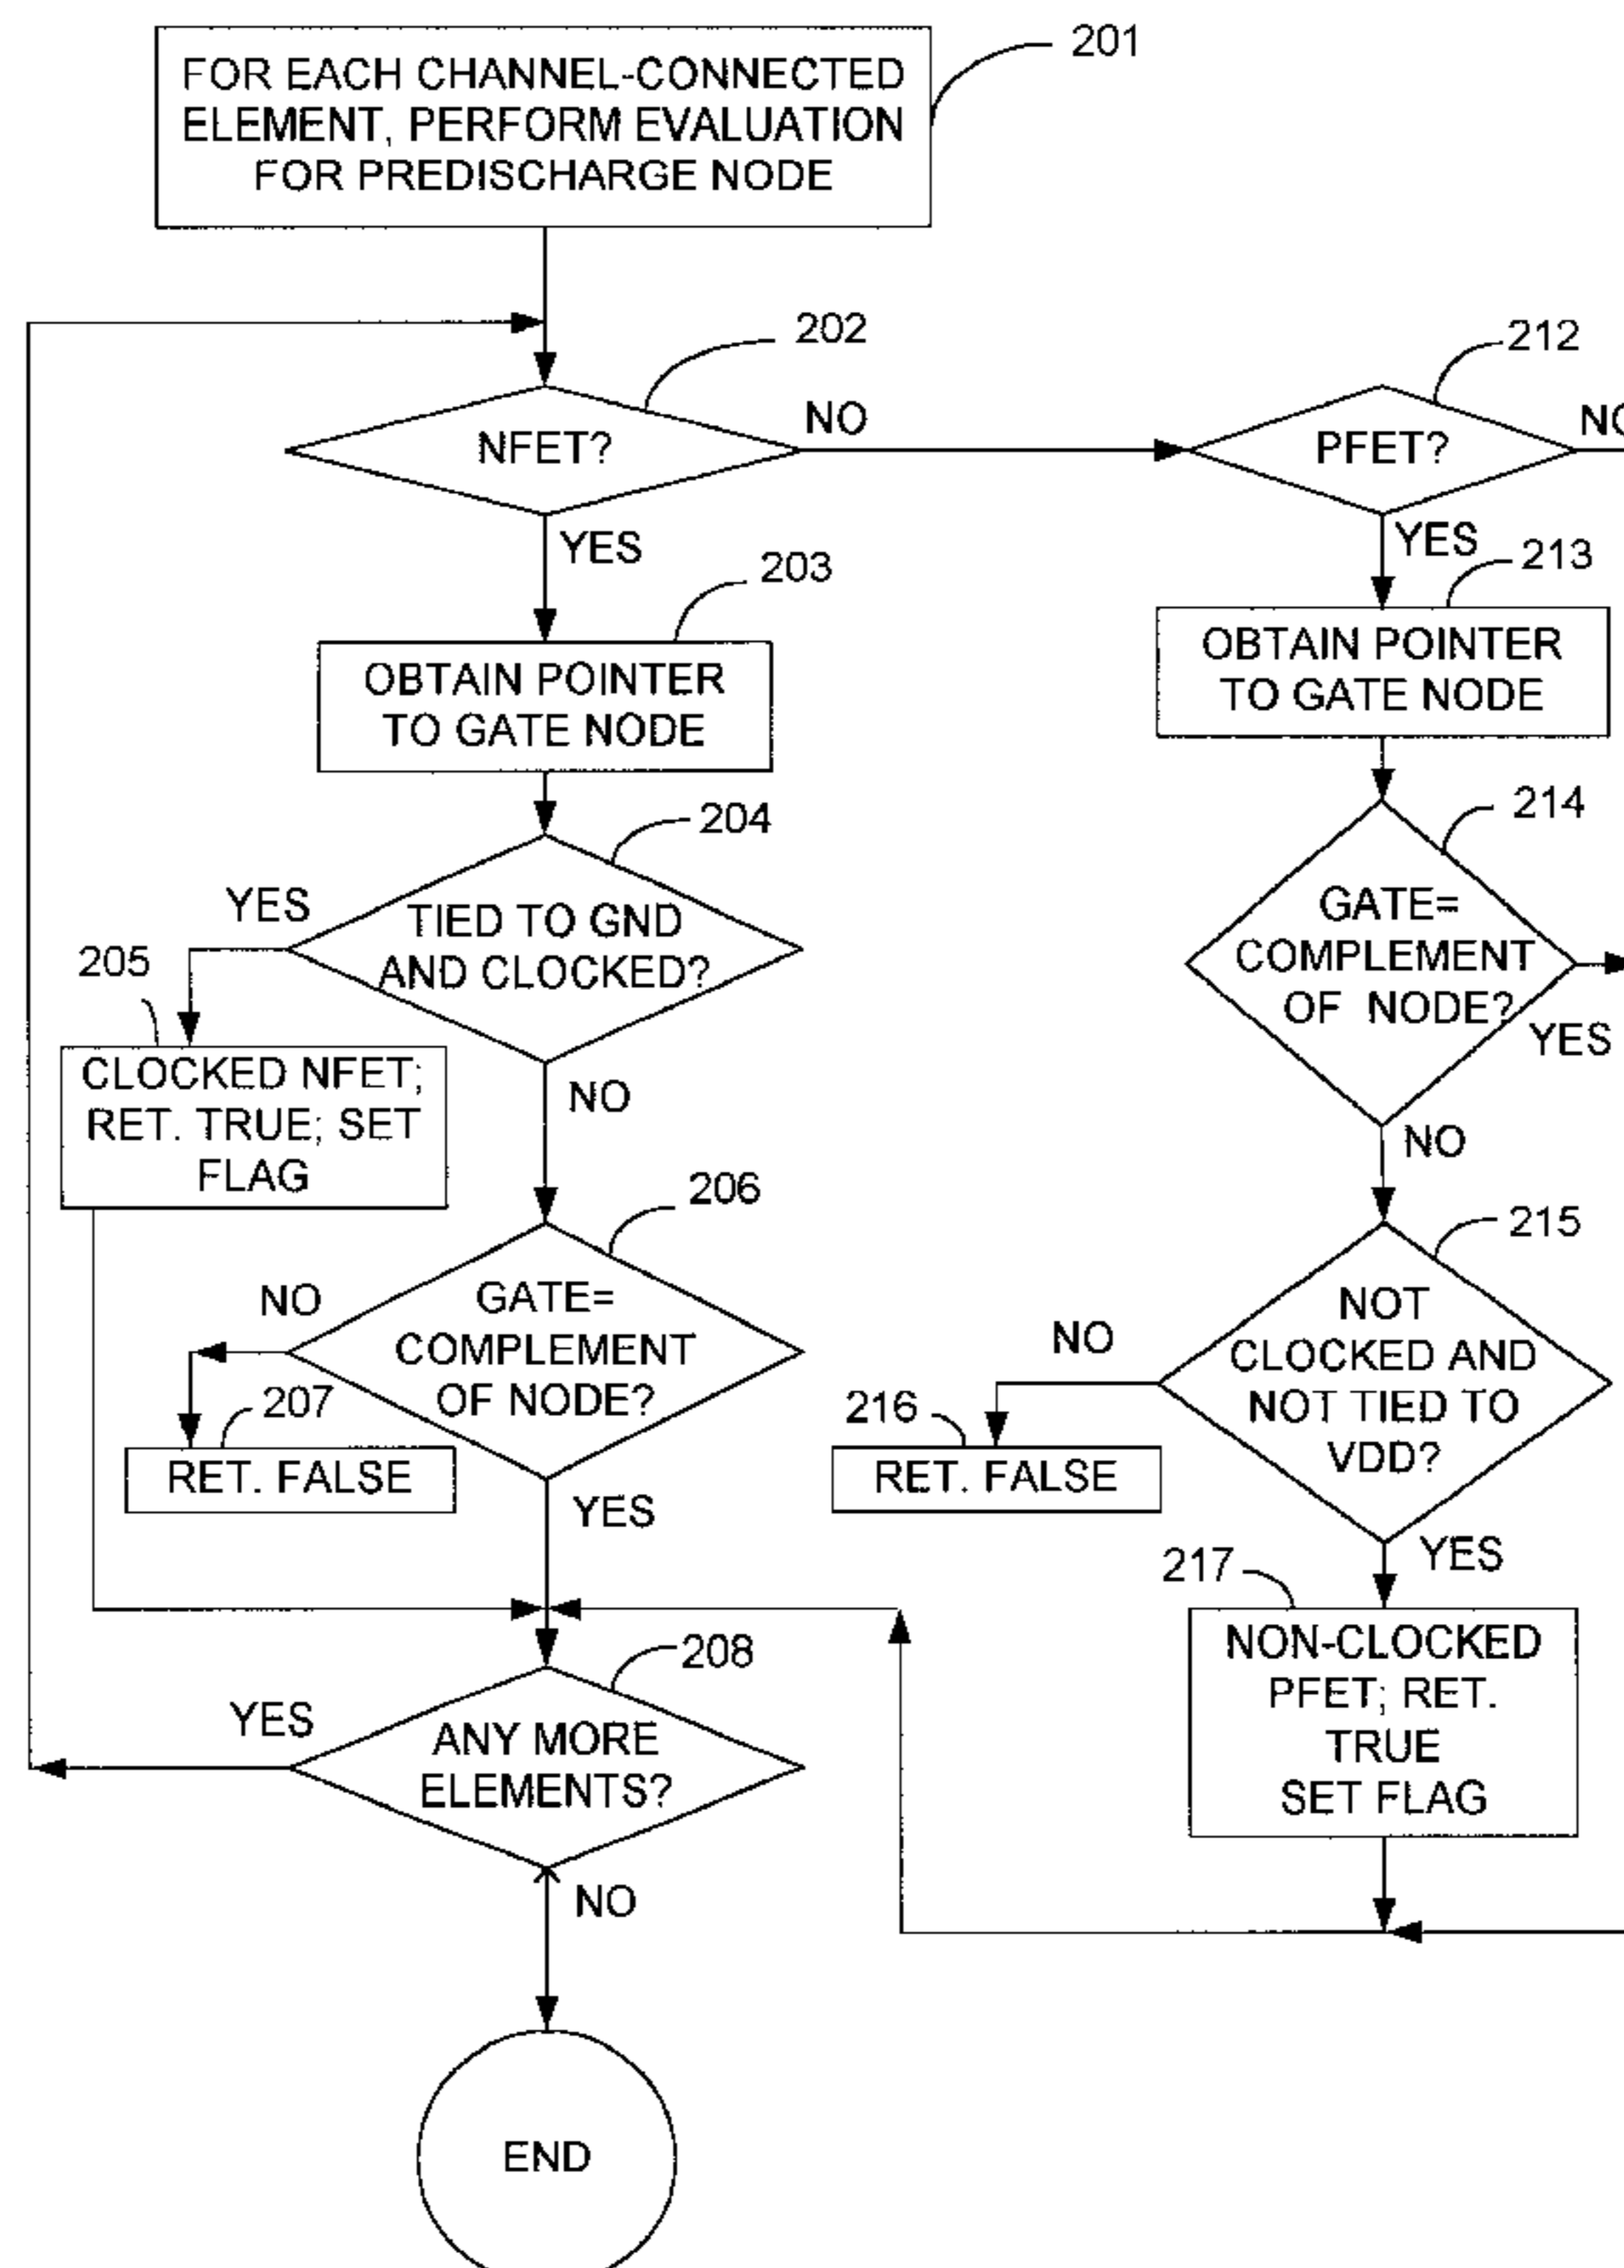 201
FOR EACH CHANNEL-CONNECTED
ELEMENT, PERFORM EVALUATION
FOR PREDISCHARGE NODE
202
NFET?
NO
YES
203
OBTAIN POINTER
TO GATE NODE
204
YES
TIED TO GND
AND CLOCKED?
NO
205
CLOCKED NFET;
RET. TRUE; SET
FLAG
206
NO
GATE=
COMPLEMENT
OF NODE?
YES
207
RET. FALSE
208
YES
ANY MORE
ELEMENTS?
NO
END
212
PFET?
YES
213
OBTAIN POINTER
TO GATE NODE
214
GATE=
COMPLEMENT
OF NODE?
YES
NO
215
NO
NOT
CLOCKED AND
NOT TIED TO
VDD?
YES
216
RET. FALSE
217
NON-CLOCKED
PFET; RET.
TRUE
SET FLAG